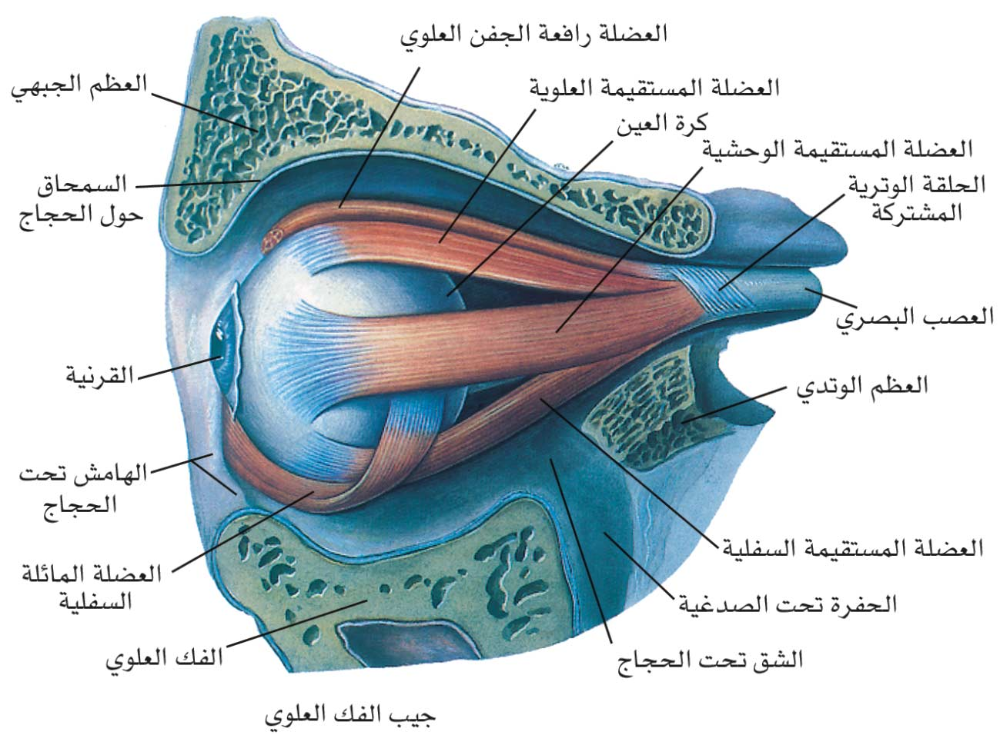 العضلة رافعة الجفن العلوي
العظم الجبهي
العضلة المستقيمة العلوية
كرة العين
العضلة المستقيمة الوحشية
السمحاق
حول الحجاج
الحلقة الوترية
المشتركة
العصب البصري
القرنية
العظم الوتدي
الهامش تحت
الحجاج
العضلة المستقيمة السفلية
العضلة المائلة
السفلية
الحفرة تحت الصدغية
الفك العلوي
الشق تحت الحجاج
جيب الفك العلوي